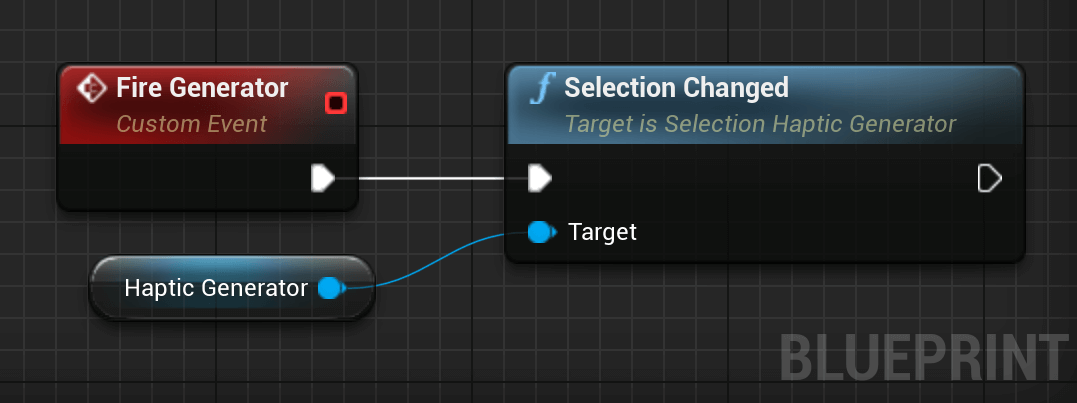 Fire Generator
Custom Event
Selection Changed
Target is Selection Haptic Generator
Target
Haptic Generator
BLUEPRINT